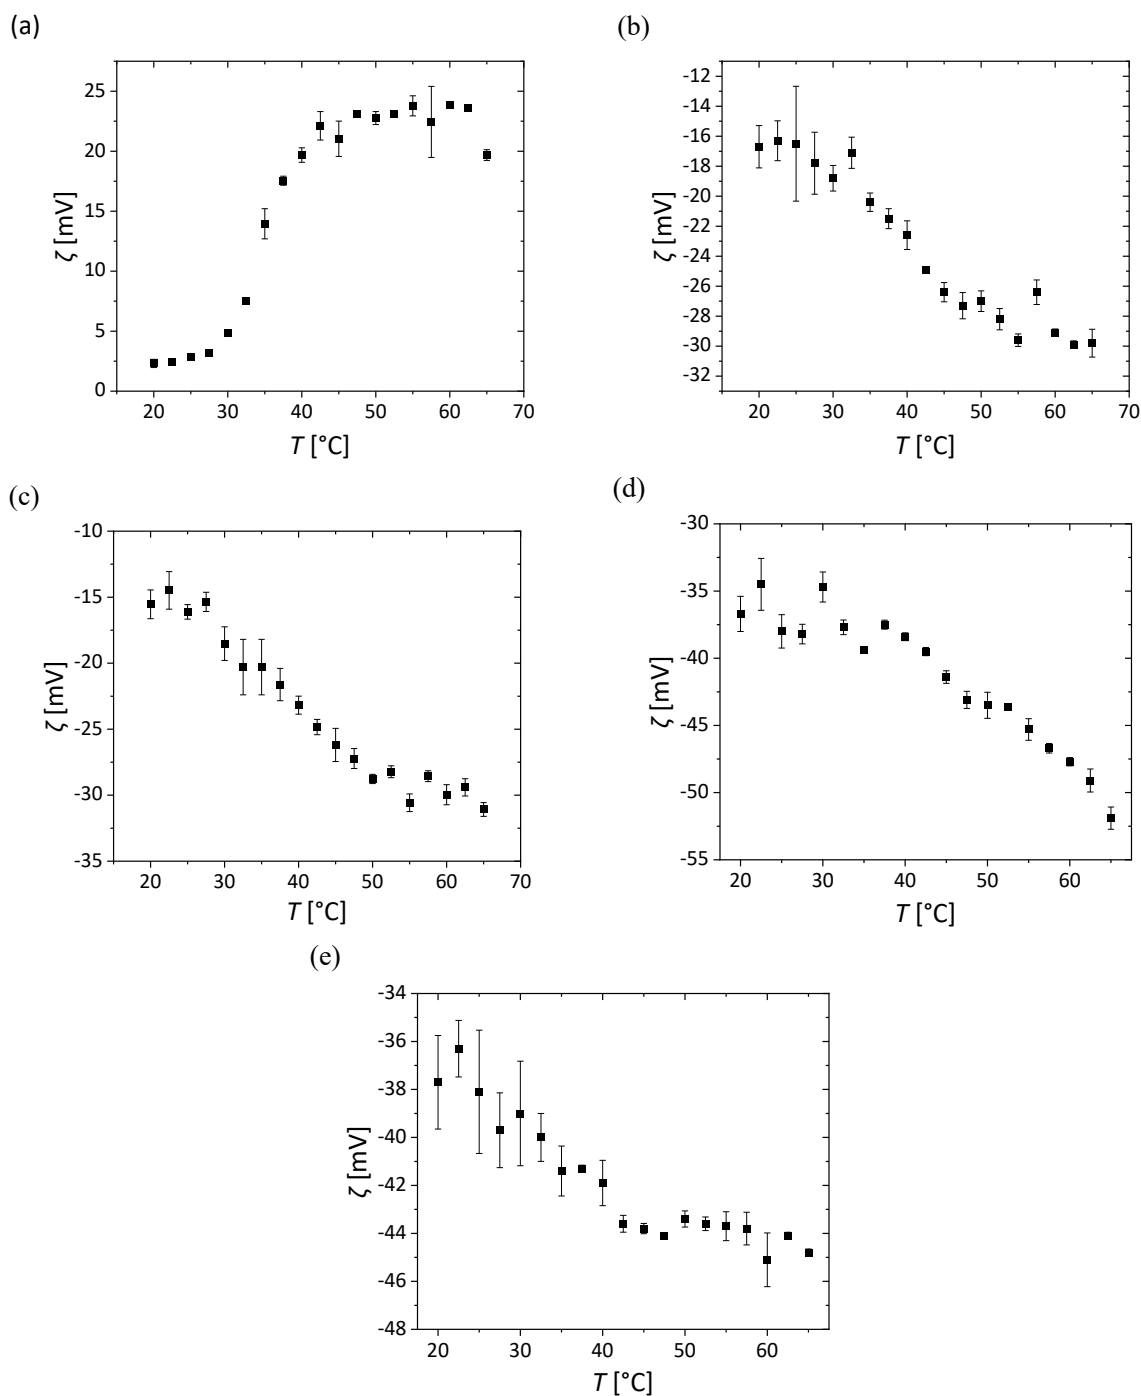 (a)
25
20
15
10
5
0
ζ [mV]
20 30 40 50 60 70
T [°C]
(b)
-12
-14
-16
-18
-20
-22
-24
-26
-28
-30
-32
ζ [mV]
20 30 40 50 60 70
T [°C]
(c)
-10
-15
-20
-25
-30
-35
ζ [mV]
20 30 40 50 60 70
T [°C]
(d)
-30
-35
-40
-45
-50
-55
ζ [mV]
20 30 40 50 60
T [°C]
(e)
-34
-36
-38
-40
-42
-44
-46
-48
ζ [mV]
20 30 40 50 60
T [°C]